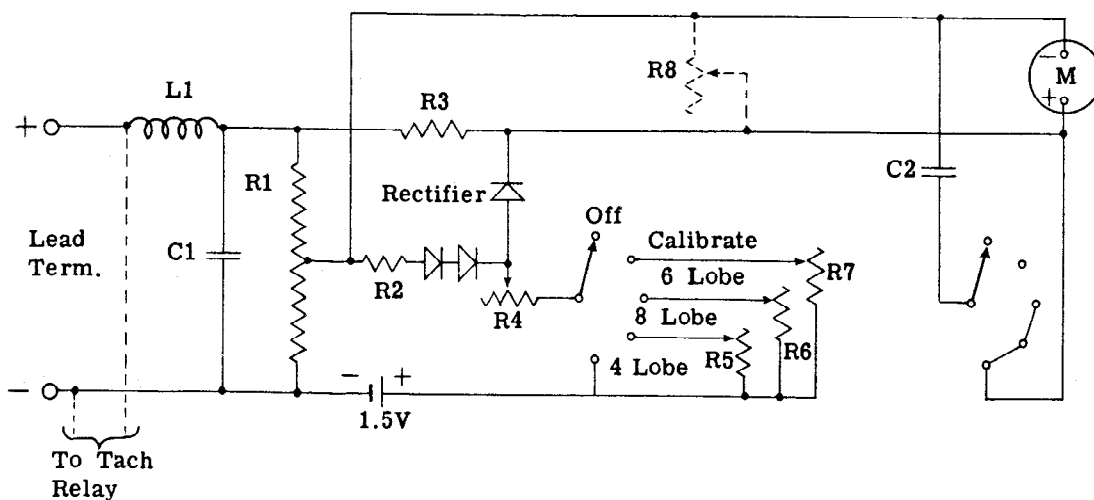 R8
M
L1
R3
R1
C2
Rectifier
Off
Lead
Term.
C1
Calibrate
R7
6 Lobe
R2
R4
8 Lobe
R6
R5
4 Lobe
1.5V
To Tach
Relay